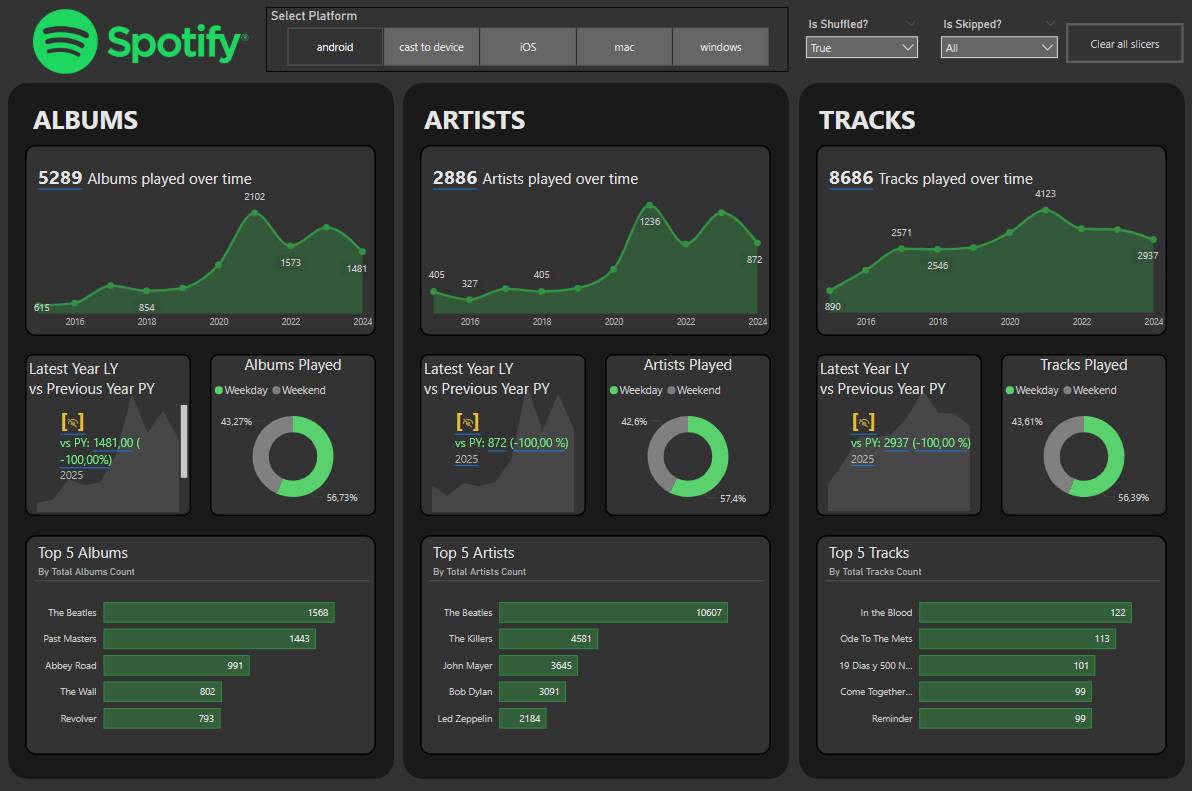 Spotify®
Select Platform
android
cast to device
iOS
mac
windows
Is Shuffled?
True
Is Skipped?
All
Clear all slicers
ALBUMS
5289 Albums played over time
2102
1573
1481
615
854
2016
2018
2020
2022
2024
Latest Year LY
vs Previous Year PY
vs PY: 1481,00 (
-100,00%)
2025
Albums Played
Weekday
Weekend
43,27%
56,73%
Top 5 Albums
By Total Albums Count
The Beatles 1568
Past Masters 1443
Abbey Road 991
The Wall 802
Revolver 793
ARTISTS
2886 Artists played over time
1236
405
327
405
872
2016
2018
2020
2022
2024
Latest Year LY
vs Previous Year PY
vs PY: 872 (-100,00 %)
2025
Artists Played
Weekday
Weekend
42,6%
57,4%
Top 5 Artists
By Total Artists Count
The Beatles 10607
The Killers 4581
John Mayer 3645
Bob Dylan 3091
Led Zeppelin 2184
TRACKS
8686 Tracks played over time
4123
2571
2546
2937
890
2016
2018
2020
2022
2024
Latest Year LY
vs Previous Year PY
vs PY: 2937 (-100,00 %)
2025
Tracks Played
Weekday
Weekend
43,61%
56,39%
Top 5 Tracks
By Total Tracks Count
In the Blood 122
Ode To The Mets 113
19 Dias y 500 N... 101
Come Together... 99
Reminder 99